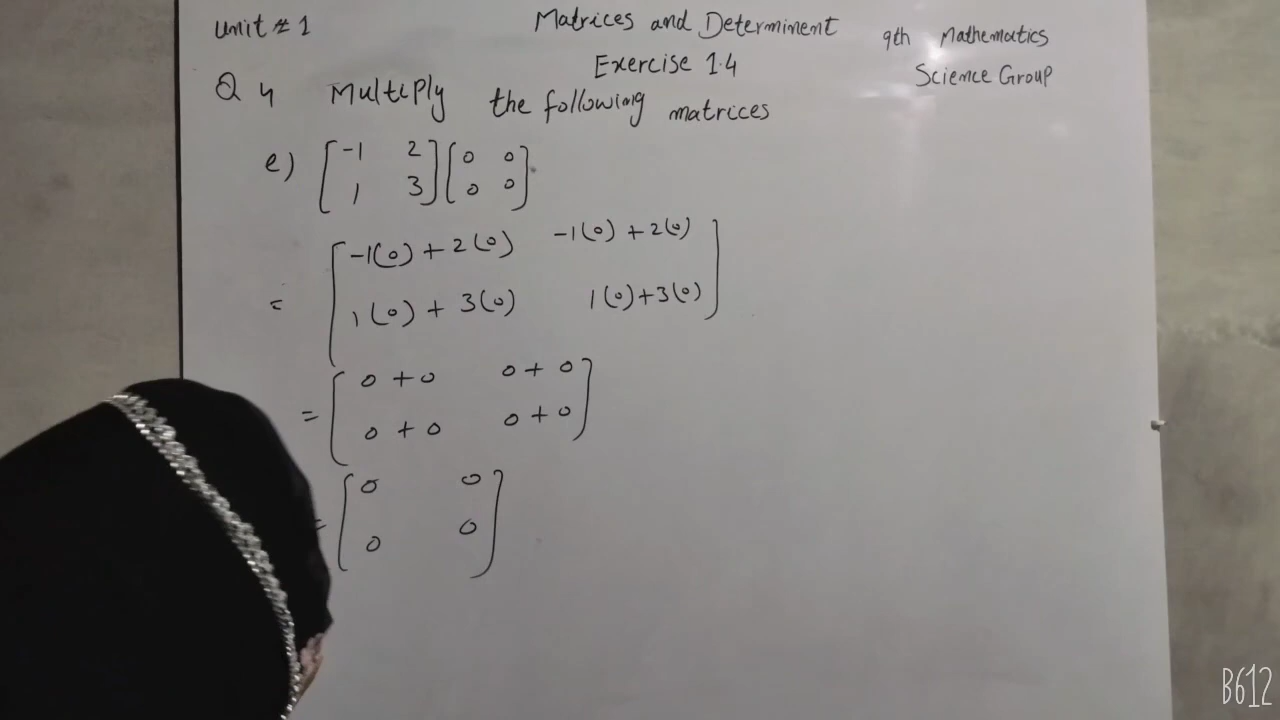 Unit # 1
Matrices and Determinent
9th Mathematics
Exercise 1.4
Science Group
Q 4 Multiply the following matrices
e) [ -1 2 ] [ 0 0 ]
[ 1 3 ] [ 0 0 ]
[ -1(0) + 2(0) -1(0) + 2(0) ]
= [ 1(0) + 3(0) 1(0)+3(0) ]
[ 0 + 0 0 + 0 ]
= [ 0 + 0 0 + 0 ]
[ 0 0 ]
= [ 0 0 ]
B612